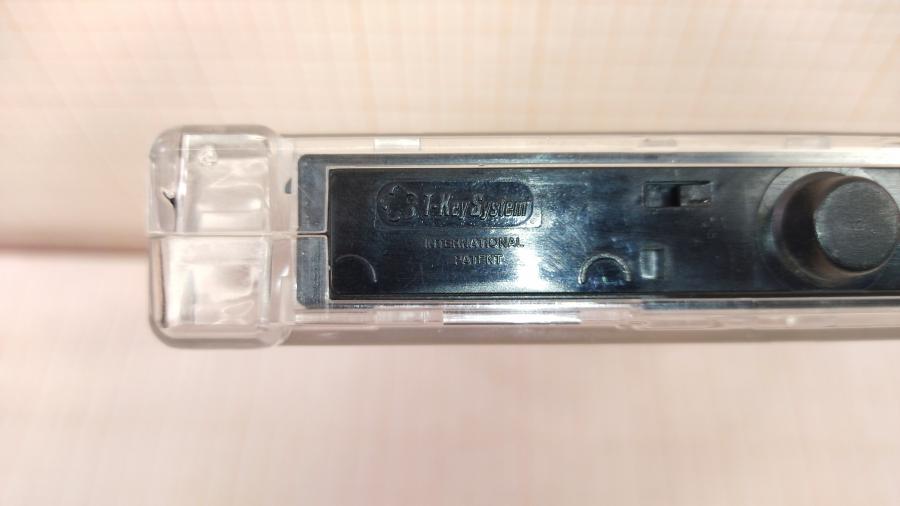 T-Key System
INTERNATIONAL
PATENT